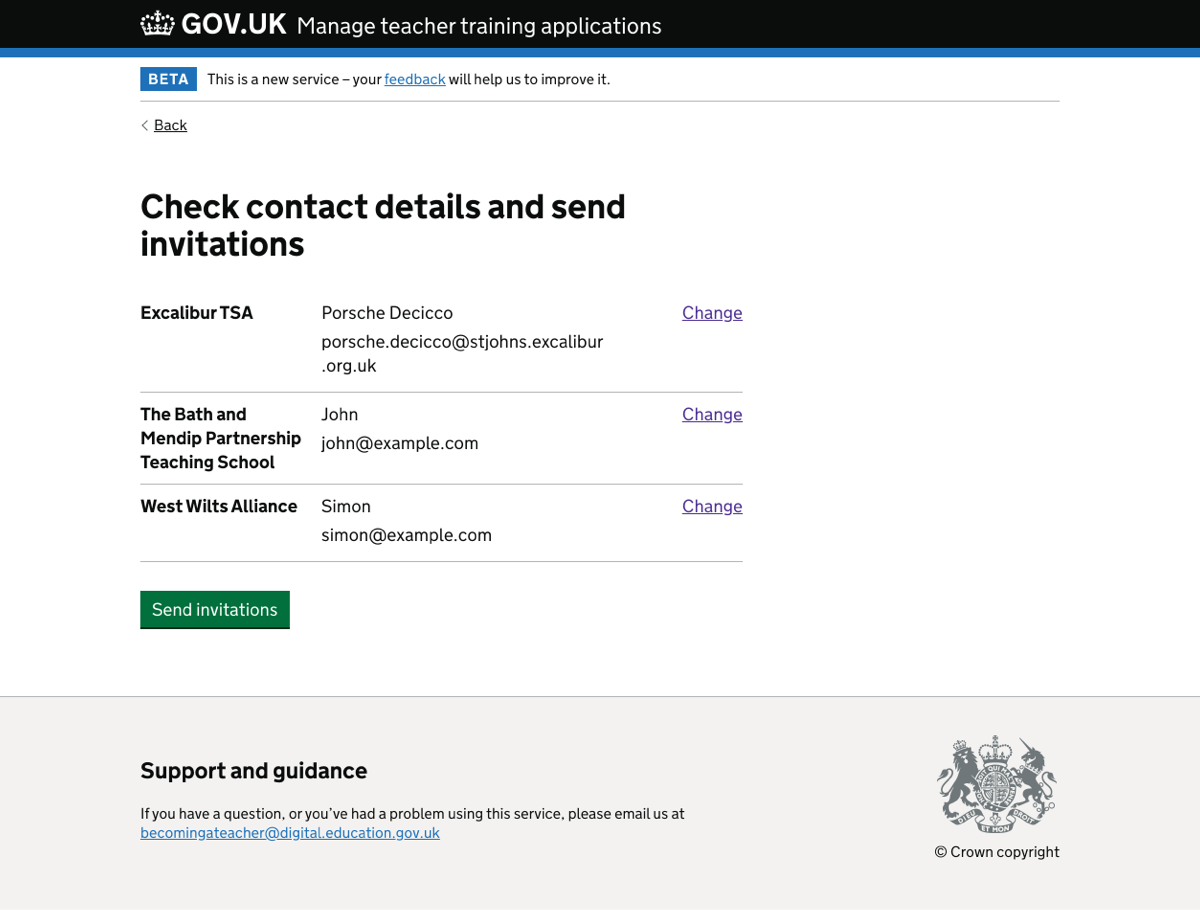 GOV.UK Manage teacher training applications
BETA This is a new service – your feedback will help us to improve it.
Back
Check contact details and send
invitations
Excalibur TSA Porsche Decicco Change
porsche.decicco@stjohns.excalibur
.org.uk
The Bath and John Change
Mendip Partnership john@example.com
Teaching School
West Wilts Alliance Simon Change
simon@example.com
Send invitations
Support and guidance
If you have a question, or you’ve had a problem using this service, please email us at
becomingateacher@digital.education.gov.uk
DIEU ET MON DROIT
© Crown copyright